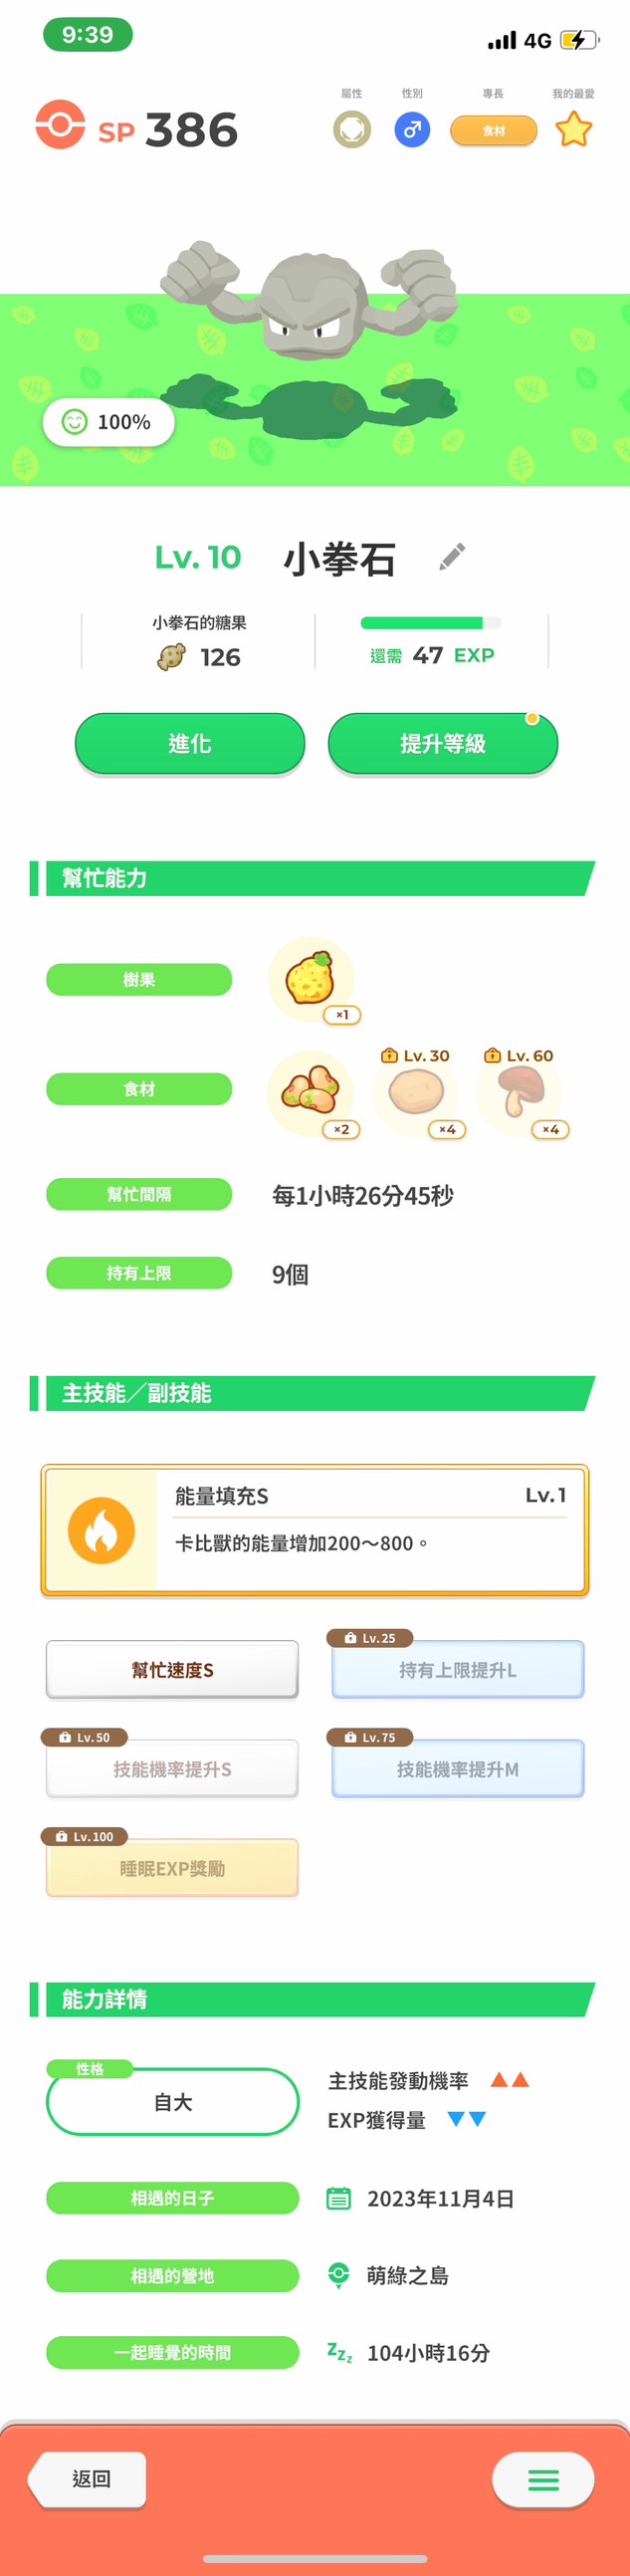 9:39
4G
屬性
性別
專長
我的最愛
SP 386
食材
100%
Lv. 10 小拳石
小拳石的糖果
126
還需 47 EXP
進化
提升等級
幫忙能力
樹果
×1
食材
Lv. 30
Lv. 60
×2
×4
×4
幫忙間隔
每1小時26分45秒
持有上限
9個
主技能／副技能
能量填充S
Lv.1
卡比獸的能量增加200～800。
幫忙速度S
Lv.25
持有上限提升L
Lv.50
技能機率提升S
Lv.75
技能機率提升M
Lv.100
睡眠EXP獎勵
能力詳情
性格
自大
主技能發動機率 ▲▲
EXP獲得量 ▼▼
相遇的日子
2023年11月4日
相遇的營地
萌綠之島
一起睡覺的時間
zzz
104小時16分
返回